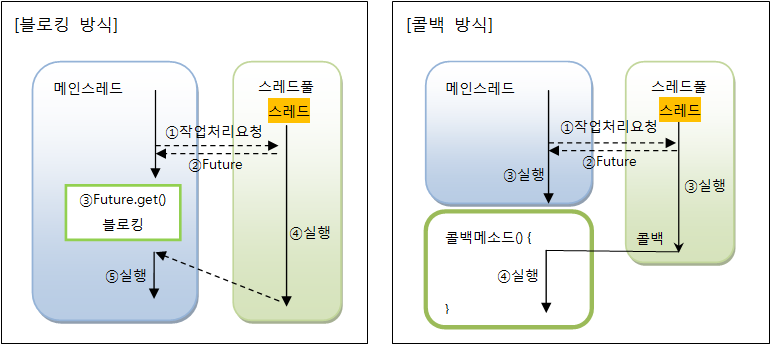 [블로킹 방식]
메인스레드
스레드풀
스레드
①작업처리요청
②Future
③Future.get()
블로킹
④실행
⑤실행
[콜백 방식]
메인스레드
스레드풀
스레드
①작업처리요청
②Future
③실행
③실행
콜백메소드() {
콜백
④실행
}